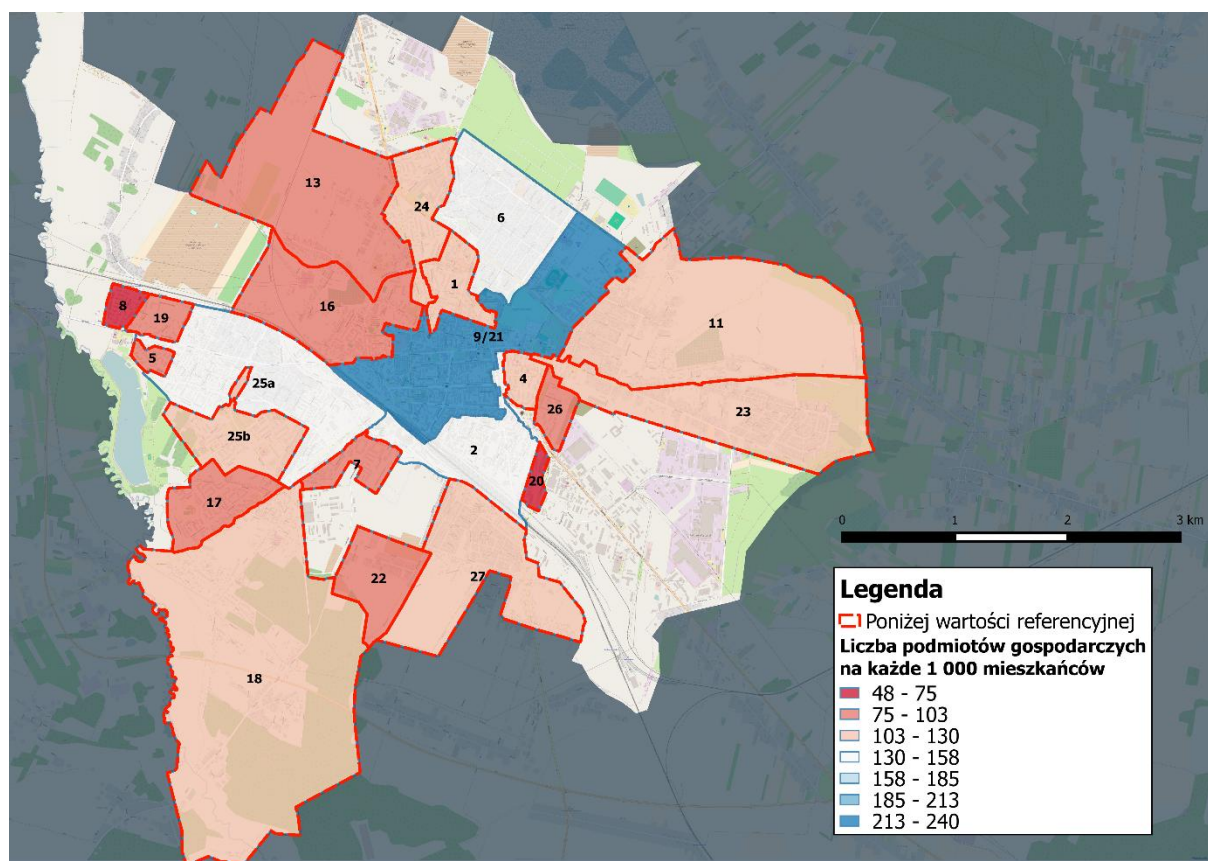 13
24
6
1
8
19
16
9/21
11
5
25a
4
26
23
25b
2
7
20
17
22
27
18
0 1 2 3 km
Legenda
Poniżej wartości referencyjnej
Liczba podmiotów gospodarczych
na każde 1 000 mieszkańców
48 - 75
75 - 103
103 - 130
130 - 158
158 - 185
185 - 213
213 - 240